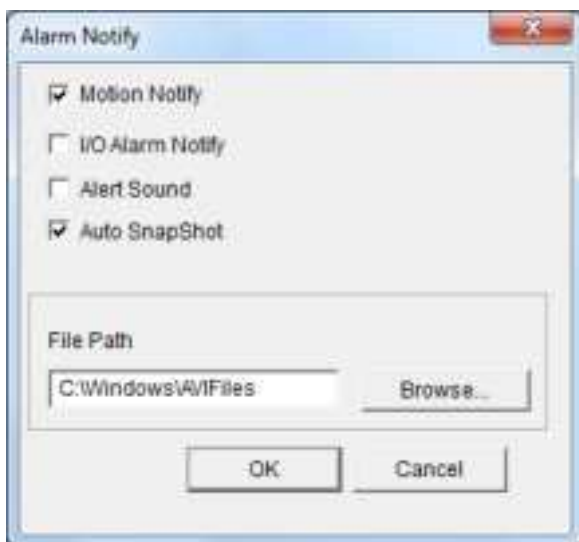 Alarm Notify
Motion Notify
I/O Alarm Notify
Alert Sound
Auto SnapShot
File Path
C:\Windows\AVIFiles
Browse...
OK
Cancel